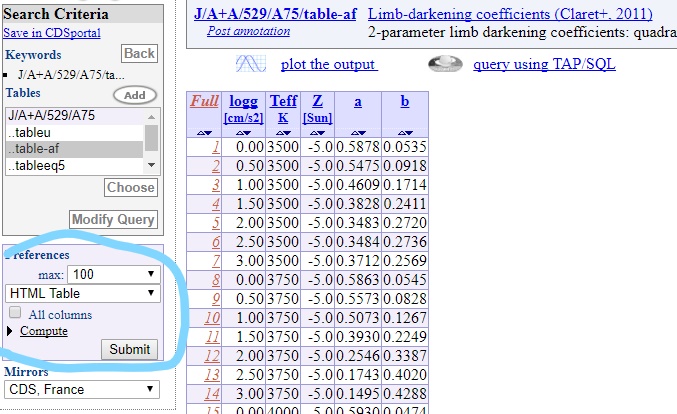 Search Criteria
Save in CDSportal
Keywords Back
J/A+A/529/A75/ta...
Tables Add
J/A+A/529/A75
..tableu
..table-af
..tableeq5
Choose
Modify Query
Preferences
max: 100
HTML Table
All columns
Compute
Submit
Mirrors
CDS, France
J/A+A/529/A75/table-af Limb-darkening coefficients (Claret+, 2011)
Post annotation 2-parameter limb darkening coefficients: quadra
plot the output query using TAP/SQL
Full logg Teff Z a b
[cm/s2] K [Sun]
1 0.00 3500 -5.0 0.5878 0.0535
2 0.50 3500 -5.0 0.5475 0.0918
3 1.00 3500 -5.0 0.4609 0.1714
4 1.50 3500 -5.0 0.3828 0.2411
5 2.00 3500 -5.0 0.3483 0.2720
6 2.50 3500 -5.0 0.3484 0.2736
7 3.00 3500 -5.0 0.3712 0.2569
8 0.00 3750 -5.0 0.5863 0.0545
9 0.50 3750 -5.0 0.5573 0.0828
10 1.00 3750 -5.0 0.5073 0.1267
11 1.50 3750 -5.0 0.3930 0.2249
12 2.00 3750 -5.0 0.2546 0.3387
13 2.50 3750 -5.0 0.1743 0.4020
14 3.00 3750 -5.0 0.1495 0.4288
15 0.00 4000 -5.0 0.5930 0.0474